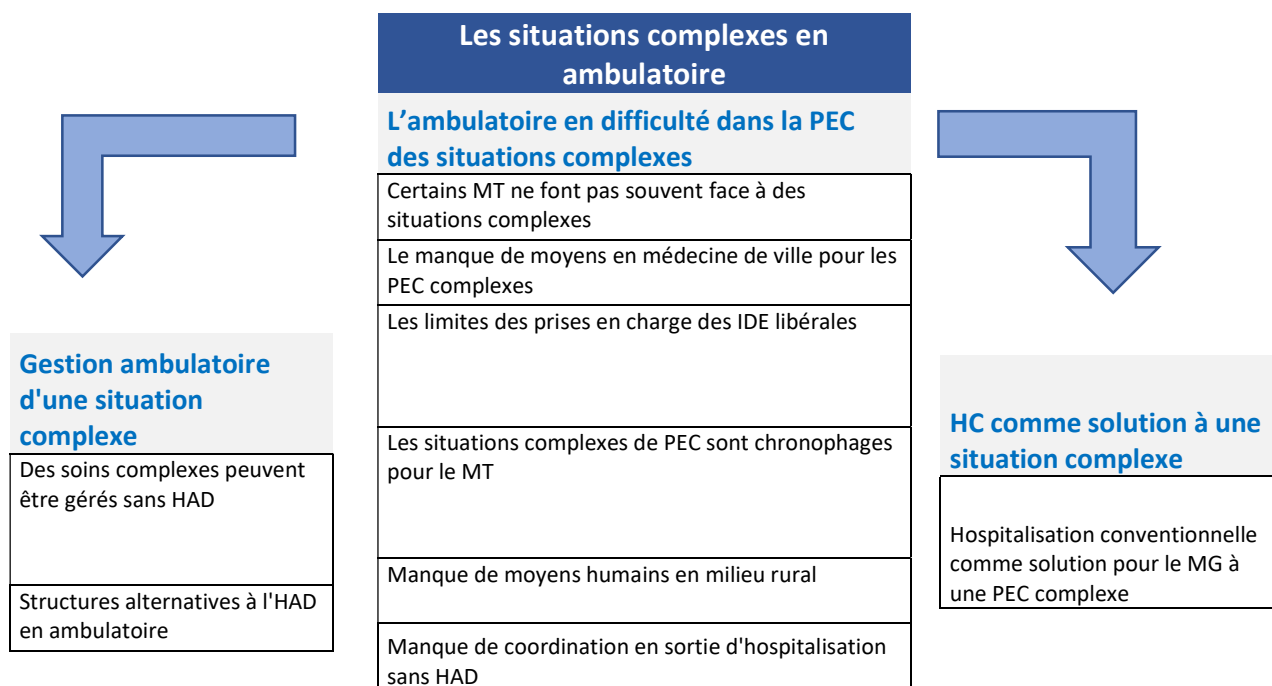 Les situations complexes en
ambulatoire
L’ambulatoire en difficulté dans la PEC
des situations complexes
Certains MT ne font pas souvent face à des
situations complexes
Le manque de moyens en médecine de ville pour les
PEC complexes
Les limites des prises en charge des IDE libérales
Les situations complexes de PEC sont chronophages
pour le MT
Manque de moyens humains en milieu rural
Manque de coordination en sortie d'hospitalisation
sans HAD
Gestion ambulatoire
d'une situation
complexe
Des soins complexes peuvent
être gérés sans HAD
Structures alternatives à l'HAD
en ambulatoire
HC comme solution à une
situation complexe
Hospitalisation conventionnelle
comme solution pour le MG à
une PEC complexe